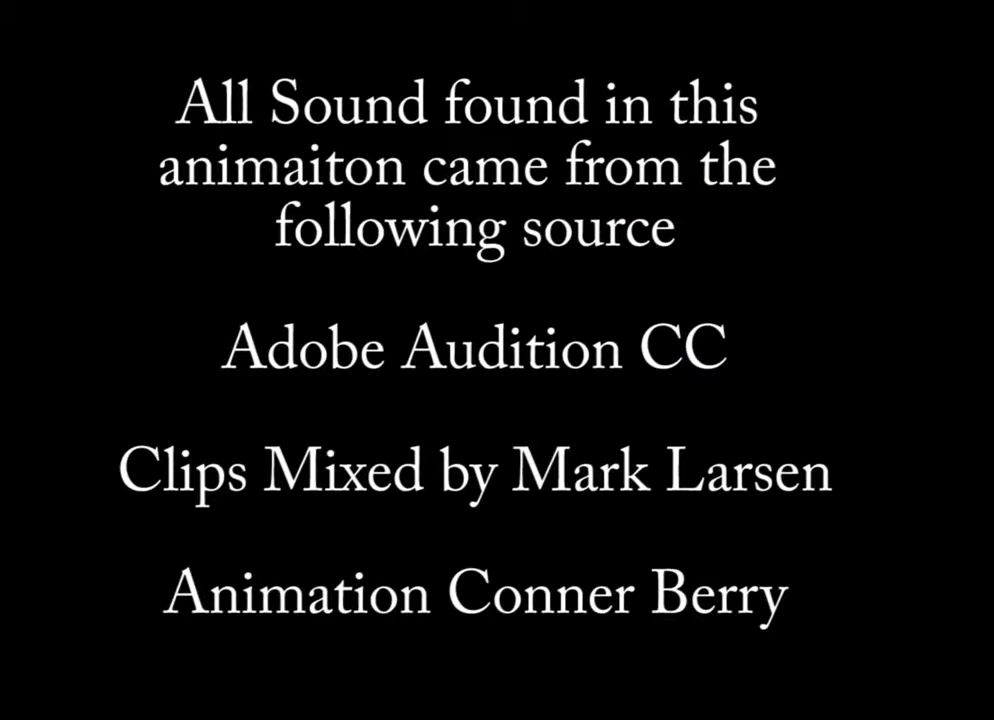 All Sound found in this
animaiton came from the
following source
Adobe Audition CC
Clips Mixed by Mark Larsen
Animation Conner Berry